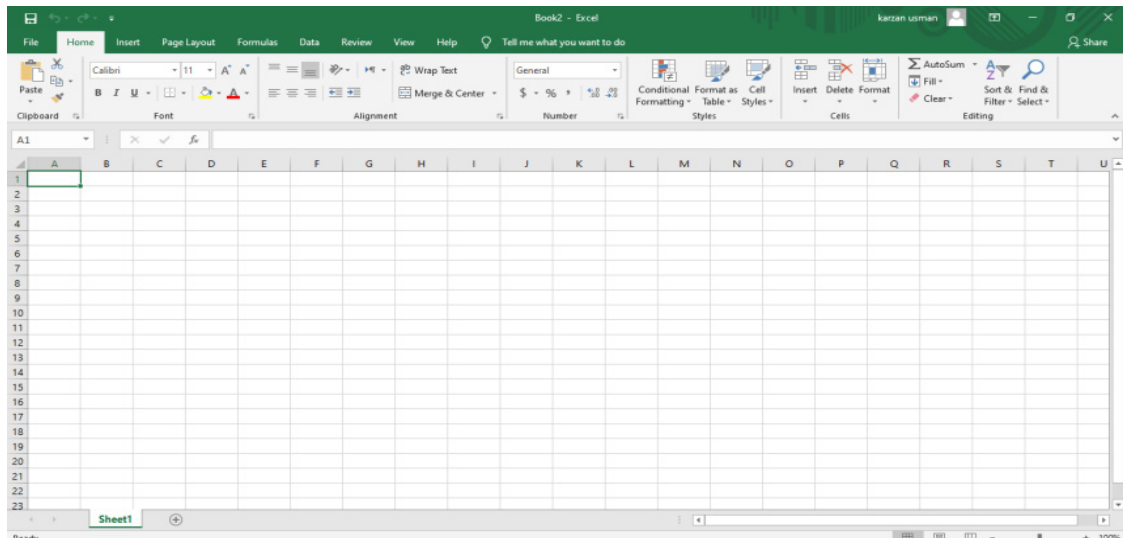 Book2 - Excel
karzan usman
File Home Insert Page Layout Formulas Data Review View Help Tell me what you want to do
Share
Paste
Calibri 11
B I U
Wrap Text
Merge & Center
General
$ % ,
Conditional Formatting
Format as Table
Cell Styles
Insert Delete Format
AutoSum
Fill
Clear
Sort & Filter
Find & Select
Clipboard Font Alignment Number Styles Cells Editing
A1 fx
A B C D E F G H I J K L M N O P Q R S T U
1
2
3
4
5
6
7
8
9
10
11
12
13
14
15
16
17
18
19
20
21
22
23
Sheet1
Ready 100%